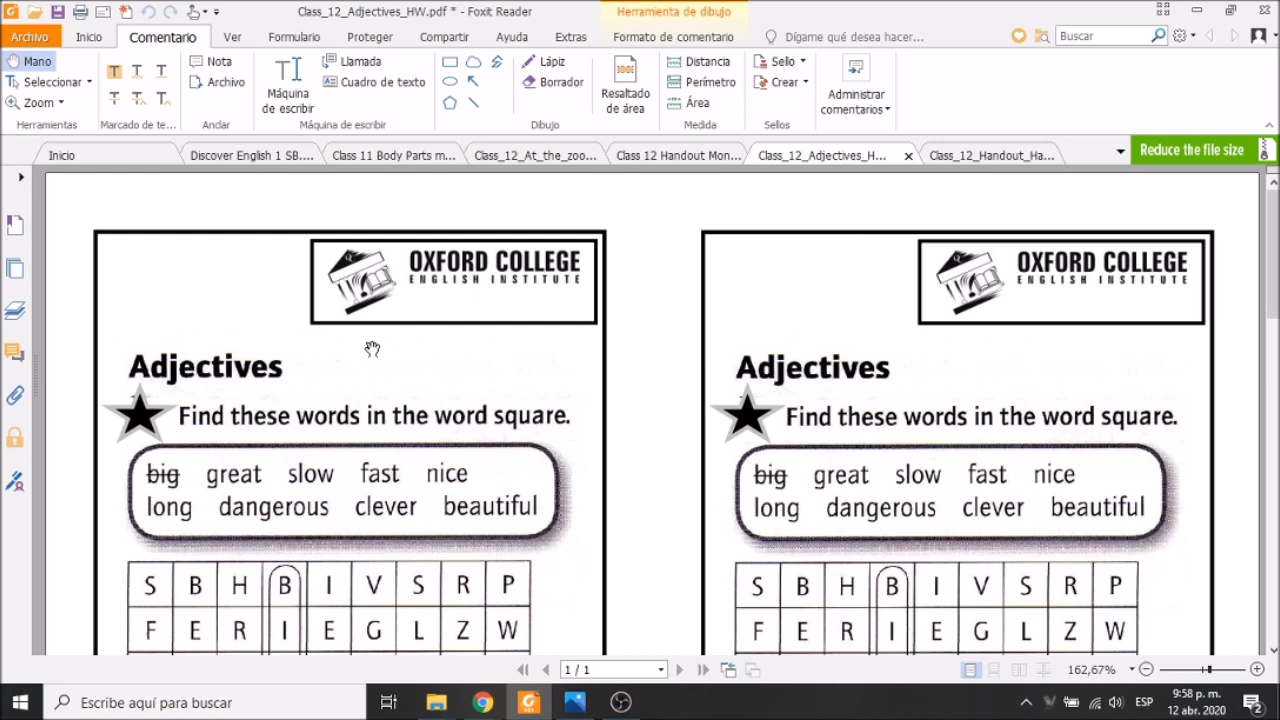 Class_12_Adjectives_HW.pdf * - Foxit Reader
Herramienta de dibujo
Archivo Inicio Comentario Ver Formulario Proteger Compartir Ayuda Extras Formato de comentario Dígame qué desea hacer... Buscar
Mano Nota Llamada Lápiz Distancia Sello
Seleccionar Archivo Cuadro de texto Borrador Perímetro Crear
Zoom Máquina de escribir Resaltado de área Área Administrar comentarios
Herramientas Marcado de te... Anclar Máquina de escribir Dibujo Medida Sellos
Inicio Discover English 1 SB.... Class 11 Body Parts m... Class_12_At_the_zoo... Class 12 Handout Mon... Class_12_Adjectives_H... Class_12_Handout_Ha... Reduce the file size
OXFORD COLLEGE
ENGLISH INSTITUTE
Adjectives
Find these words in the word square.
big great slow fast nice
long dangerous clever beautiful
S B H B I V S R P
F E R I E G L Z W
OXFORD COLLEGE
ENGLISH INSTITUTE
Adjectives
Find these words in the word square.
big great slow fast nice
long dangerous clever beautiful
S B H B I V S R P
F E R I E G L Z W
1 / 1
162,67%
Escribe aquí para buscar
ESP
9:58 p. m.
12 abr. 2020
2